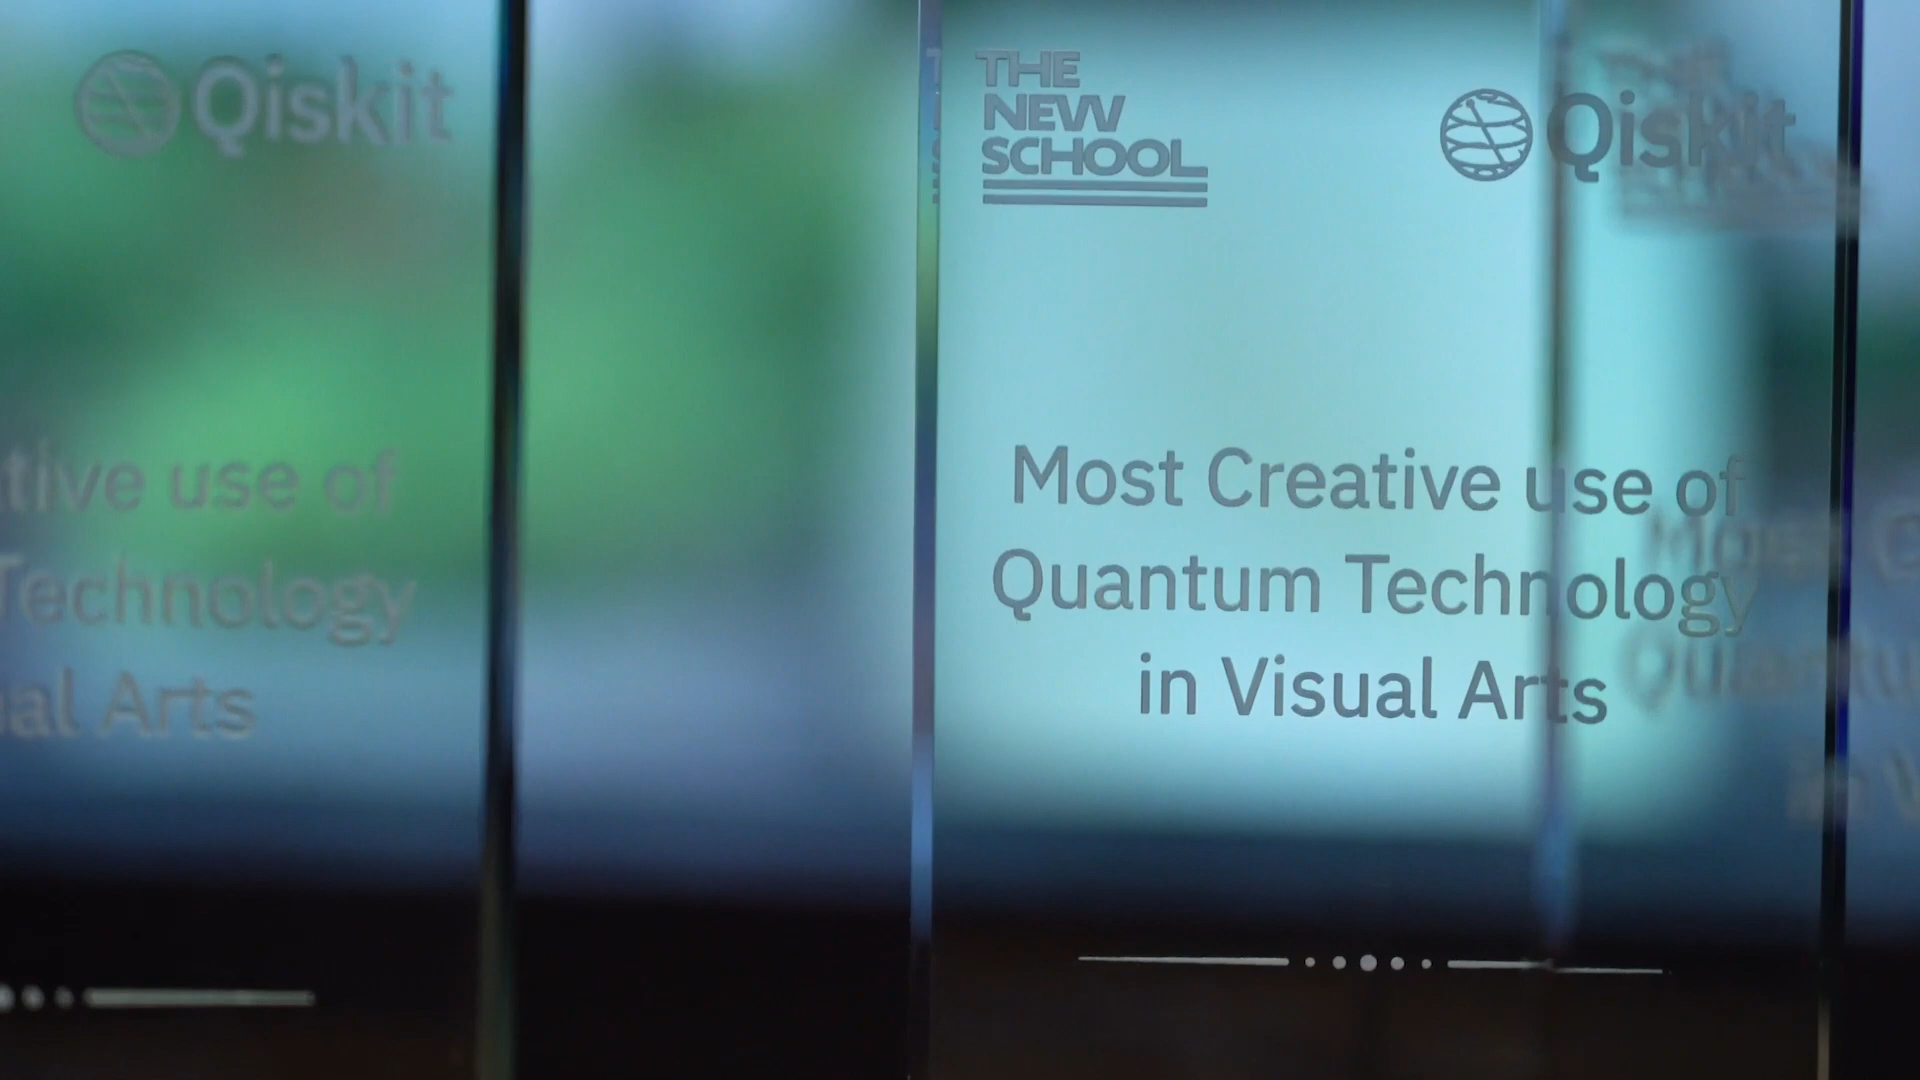 Qiskit
tive use of
Technology
al Arts
THE
NEW
SCHOOL
Qiskit
Most Creative use of
Quantum Technology
in Visual Arts